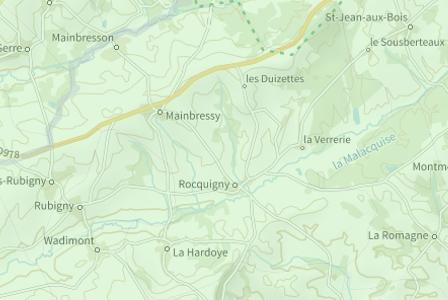 St-Jean-aux-Bois
Mainbresson
le Sousberteaux
Serre
les Duizettes
Mainbressy
la Verrerie
la Malacquise
D978
Montm
s-Rubigny
Rocquigny
Rubigny
La Romagne
Wadimont
La Hardoye